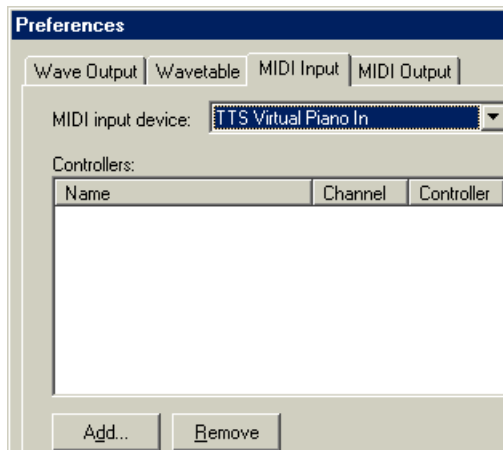 Preferences
Wave Output Wavetable MIDI Input MIDI Output
MIDI input device: TTS Virtual Piano In
Controllers:
Name Channel Controller
Add... Remove